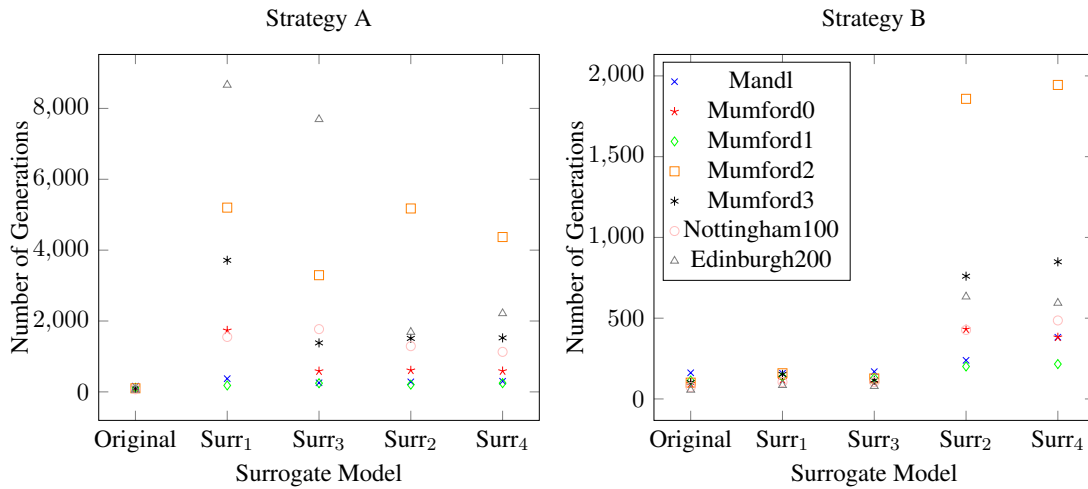 Strategy A
Number of Generations
8,000
6,000
4,000
2,000
0
Original Surr₁ Surr₃ Surr₂ Surr₄
Surrogate Model
Strategy B
Number of Generations
2,000
1,500
1,000
500
0
Mandl
Mumford0
Mumford1
Mumford2
Mumford3
Nottingham100
Edinburgh200
Original Surr₁ Surr₃ Surr₂ Surr₄
Surrogate Model